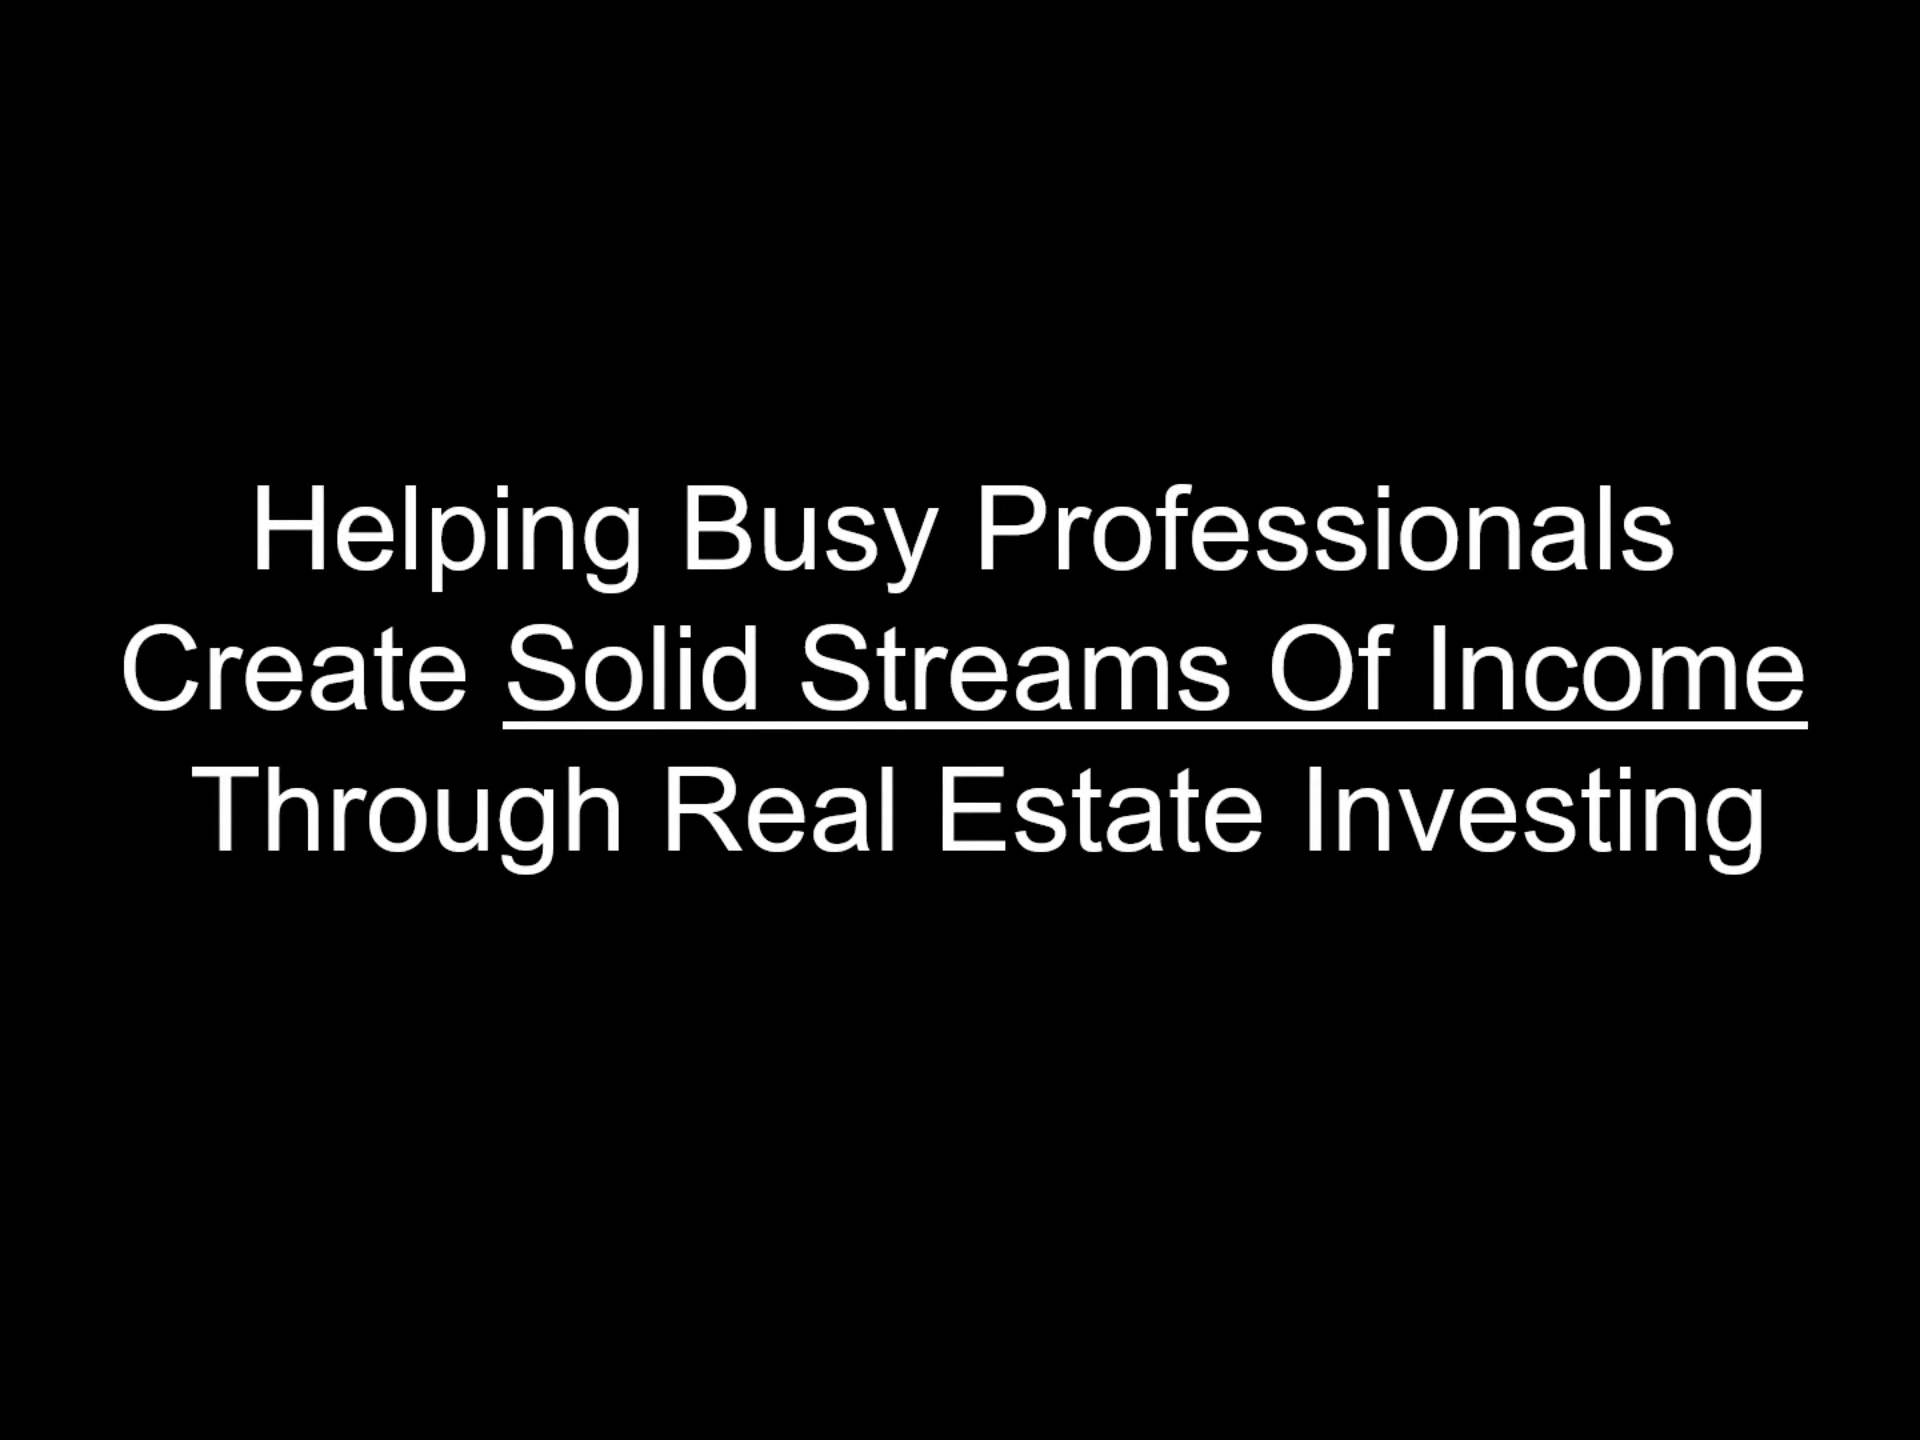 Helping Busy Professionals
Create Solid Streams Of Income
Through Real Estate Investing